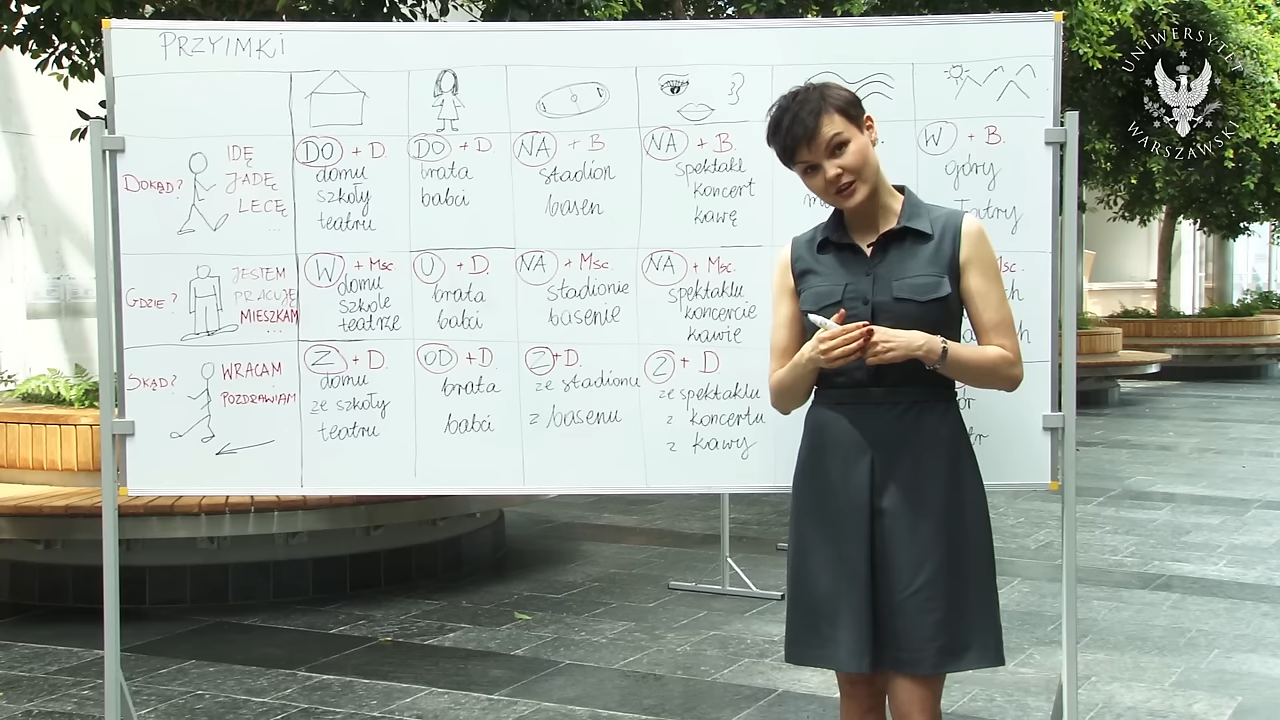 PRZYIMKI
DOKĄD?
IDĘ
JADĘ
LECĘ
...
DO + D.
domu
szkoły
teatru
DO + D
brata
babci
NA + B
stadion
basen
NA + B.
spektakl
koncert
kawę
W + B.
góry
Tatry
GDZIE?
JESTEM
PRACUJĘ
MIESZKAM
W + Msc.
domu
szkole
teatrze
U + D.
brata
babci
NA + Msc.
stadionie
basenie
NA + Msc.
spektaklu
koncercie
kawie
SKĄD?
WRACAM
POZDRAWIAM
Z + D
domu
ze szkoły
teatru
OD + D
brata
babci
Z + D.
ze stadionu
z basenu
Z + D
ze spektaklu
z koncertu
z kawy
UNIWERSYTET
WARSZAWSKI